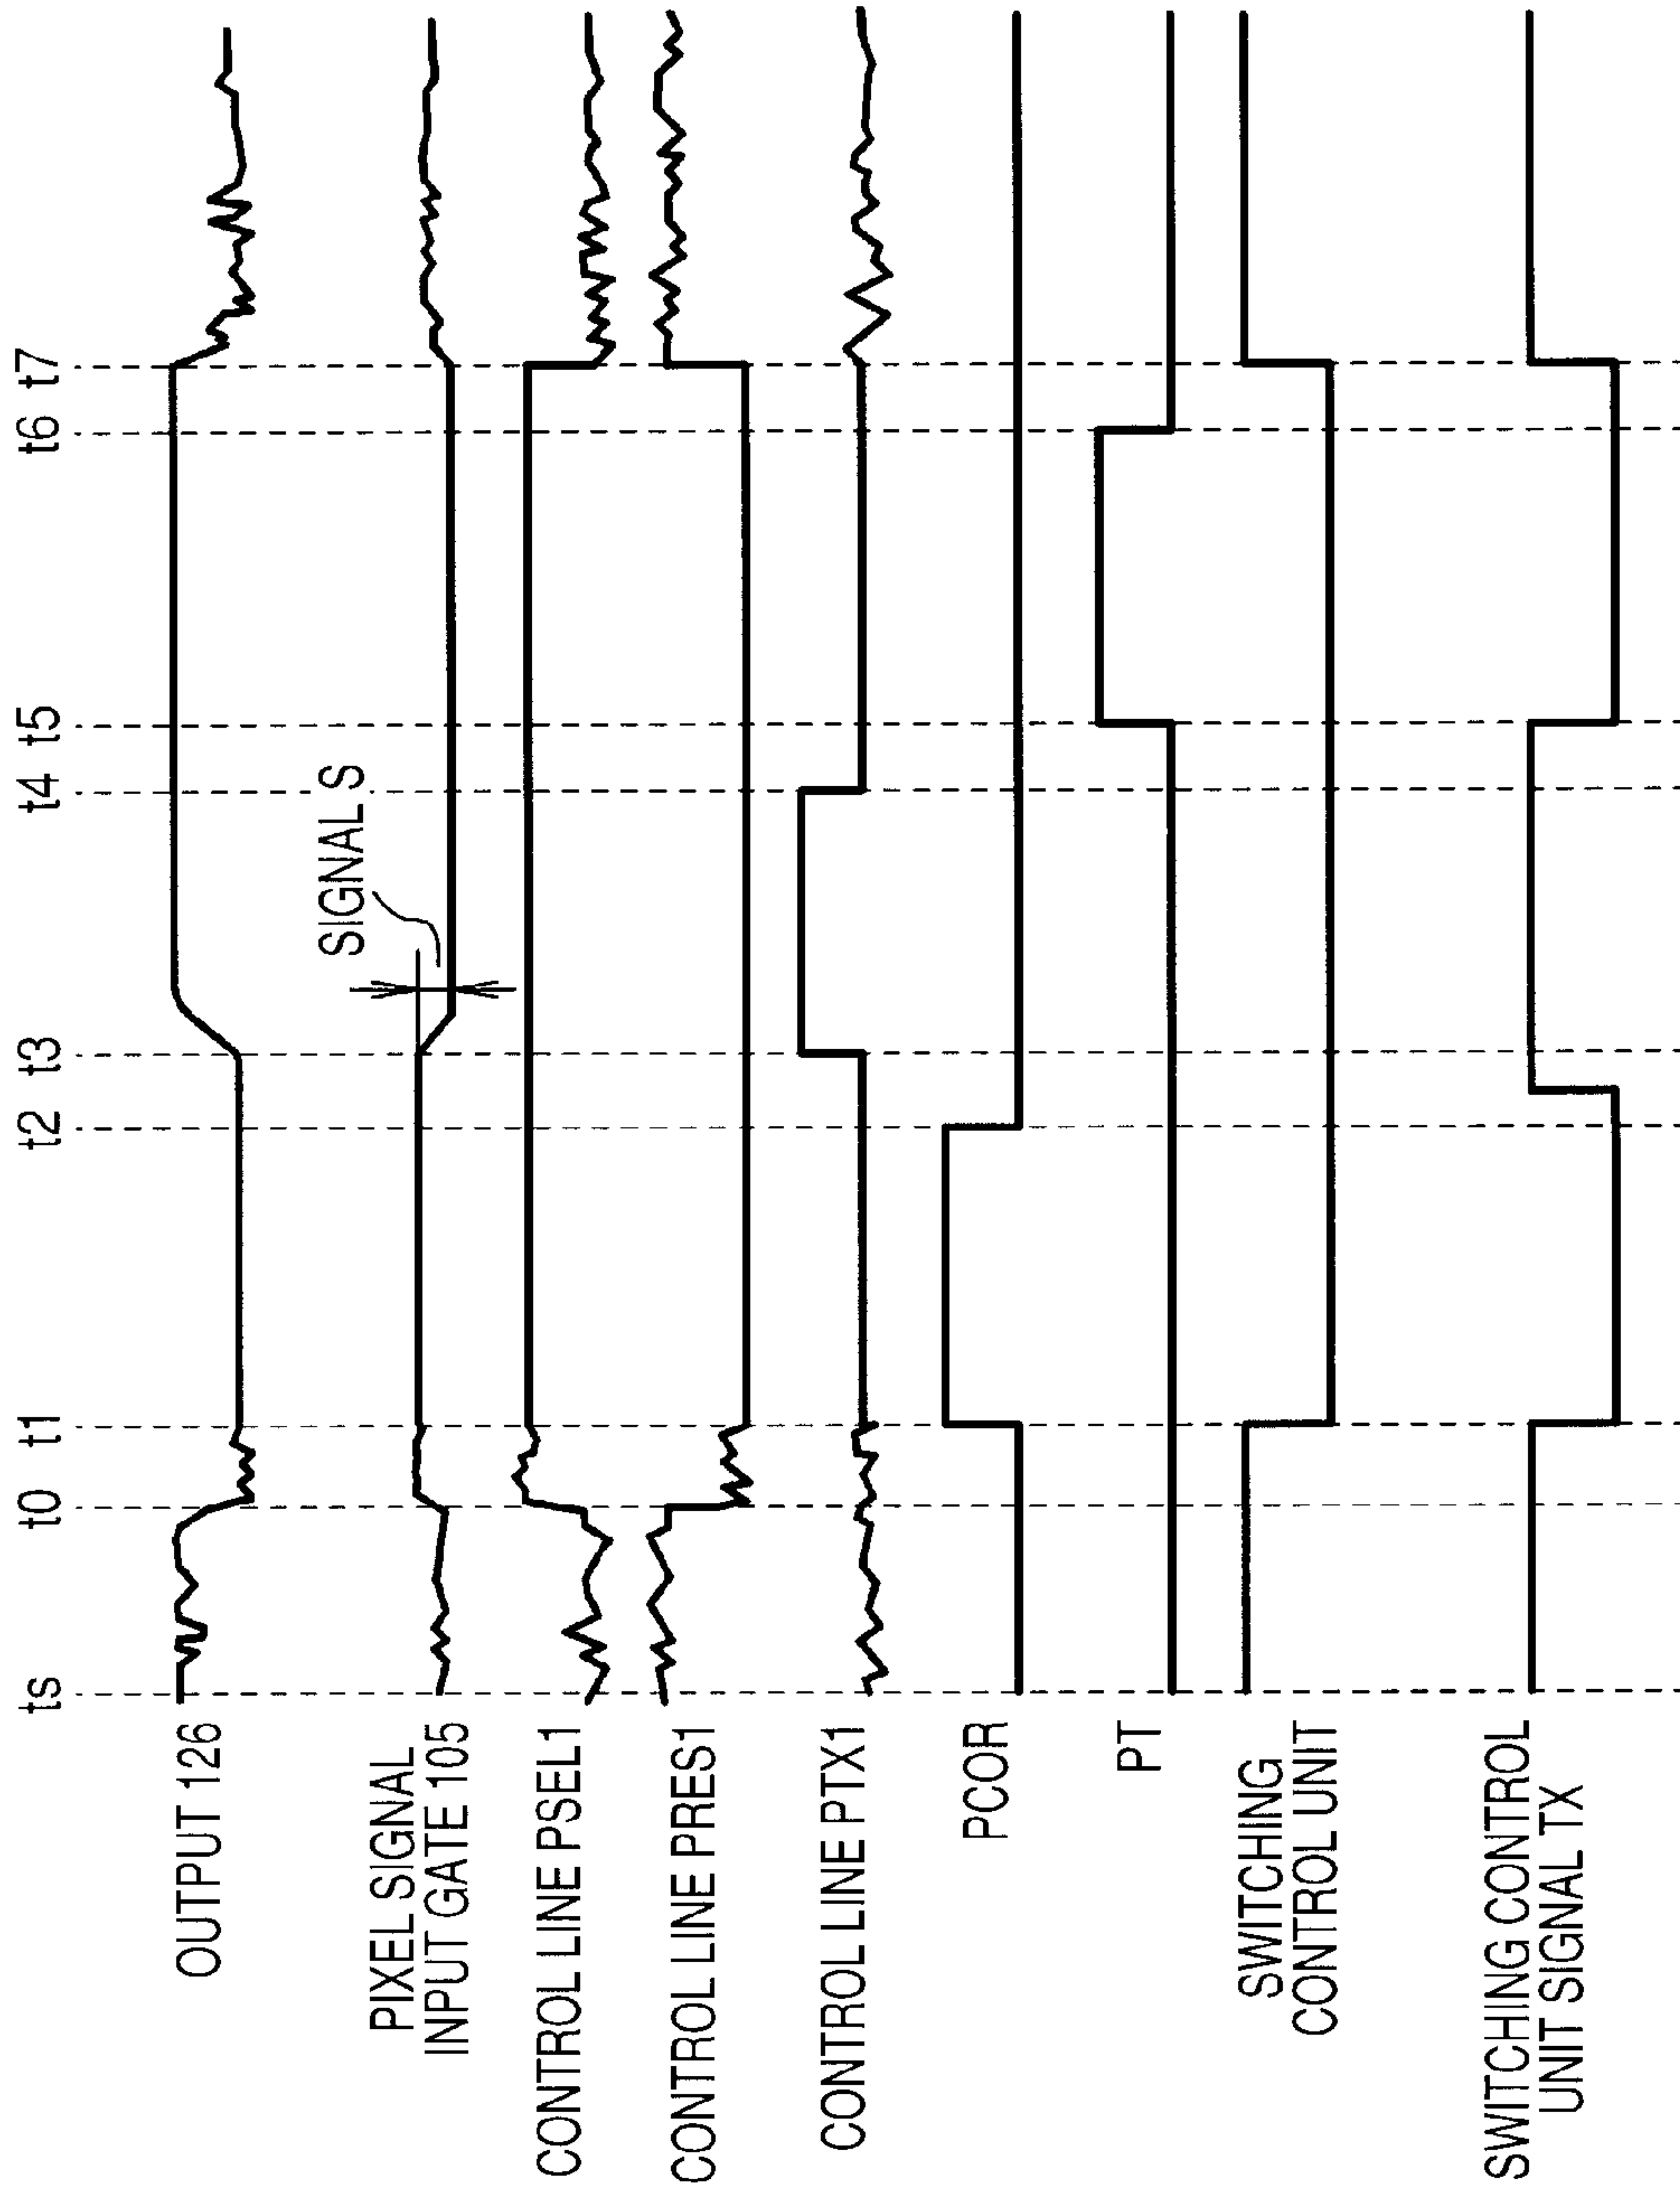 ts t0 t1 t2 t3 t4 t5 t6 t7
OUTPUT 126
PIXEL SIGNAL
INPUT GATE 105
SIGNAL S
CONTROL LINE PSEL1
CONTROL LINE PRES1
CONTROL LINE PTX1
PCOR
PT
SWITCHING
CONTROL UNIT
SWITCHING CONTROL
UNIT SIGNAL TX